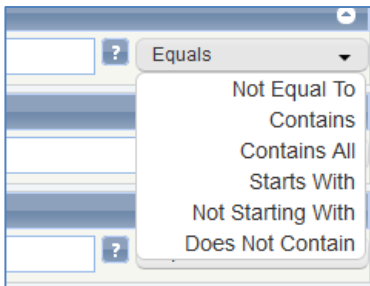 ?
Equals
Not Equal To
Contains
Contains All
Starts With
Not Starting With
Does Not Contain
?